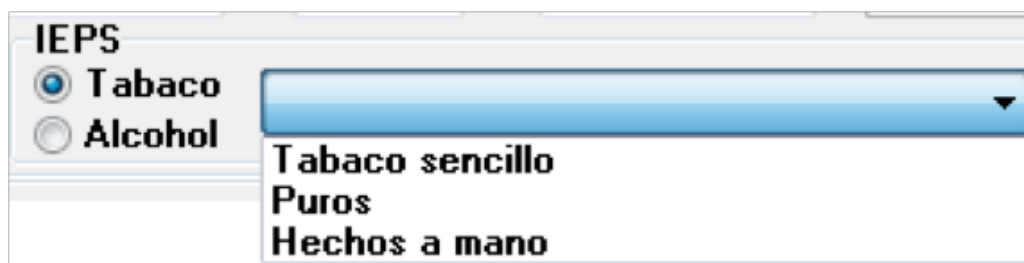 IEPS
Tabaco
Alcohol
Tabaco sencillo
Puros
Hechos a mano